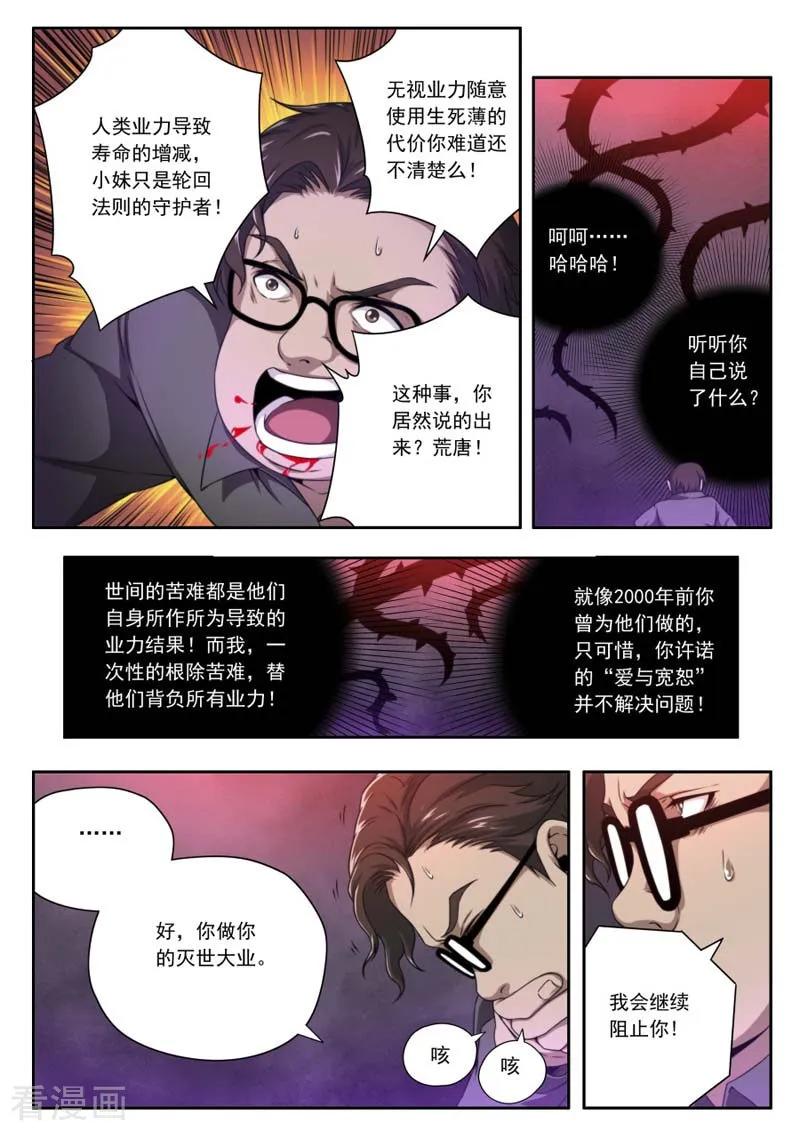 人类业力导致
寿命的增减，
小妹只是轮回
法则的守护者！
无视业力随意
使用生死薄的
代价你难道还
不清楚么！
这种事，你
居然说的出
来？荒唐！
呵呵……
哈哈哈！
听听你
自己说
了什么？
世间的苦难都是他们
自身所作所为导致的
业力结果！而我，一
次性的根除苦难，替
他们背负所有业力！
就像2000年前你
曾为他们做的，
只可惜，你许诺
的“爱与宽恕”
并不解决问题！
……
好，你做你
的灭世大业。
咳
咳
我会继续
阻止你！
看漫画